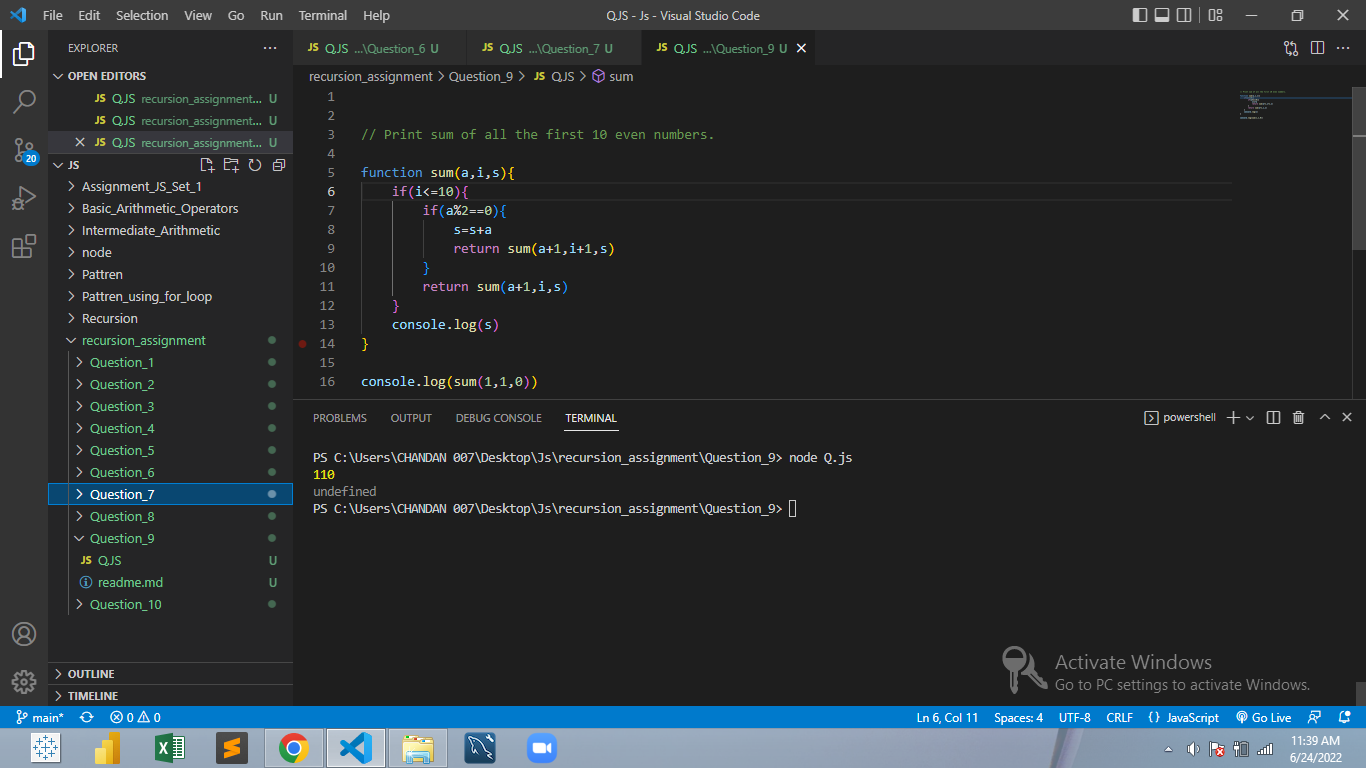 File Edit Selection View Go Run Terminal Help
Q.JS - Js - Visual Studio Code
EXPLORER
JS Q.JS ...\Question_6 U
JS Q.JS ...\Question_7 U
JS Q.JS ...\Question_9 U
OPEN EDITORS
JS Q.JS recursion_assignment... U
JS Q.JS recursion_assignment... U
JS Q.JS recursion_assignment... U
JS
Assignment_JS_Set_1
Basic_Arithmetic_Operators
Intermediate_Arithmetic
node
Pattren
Pattren_using_for_loop
Recursion
recursion_assignment
Question_1
Question_2
Question_3
Question_4
Question_5
Question_6
Question_7
Question_8
Question_9
JS Q.JS U
readme.md U
Question_10
OUTLINE
TIMELINE
20
recursion_assignment > Question_9 > JS Q.JS > sum
1
2
3 // Print sum of all the first 10 even numbers.
4
5 function sum(a,i,s){
6 if(i<=10){
7 if(a%2==0){
8 s=s+a
9 return sum(a+1,i+1,s)
10 }
11 return sum(a+1,i,s)
12 }
13 console.log(s)
14 }
15
16 console.log(sum(1,1,0))
PROBLEMS OUTPUT DEBUG CONSOLE TERMINAL
powershell
PS C:\Users\CHANDAN 007\Desktop\Js\recursion_assignment\Question_9> node Q.js
110
undefined
PS C:\Users\CHANDAN 007\Desktop\Js\recursion_assignment\Question_9>
Activate Windows
Go to PC settings to activate Windows.
main* 0 0
Ln 6, Col 11 Spaces: 4 UTF-8 CRLF {} JavaScript Go Live
11:39 AM
6/24/2022